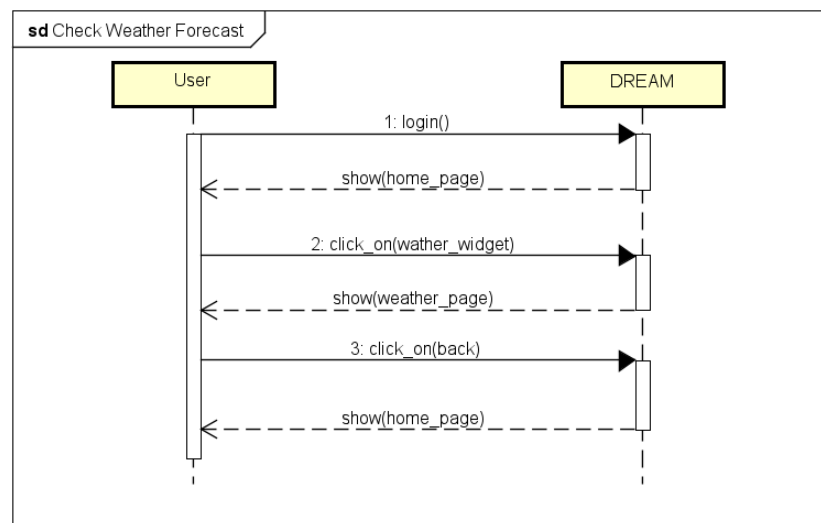 sd Check Weather Forecast
User
DREAM
1: login()
show(home_page)
2: click_on(wather_widget)
show(weather_page)
3: click_on(back)
show(home_page)